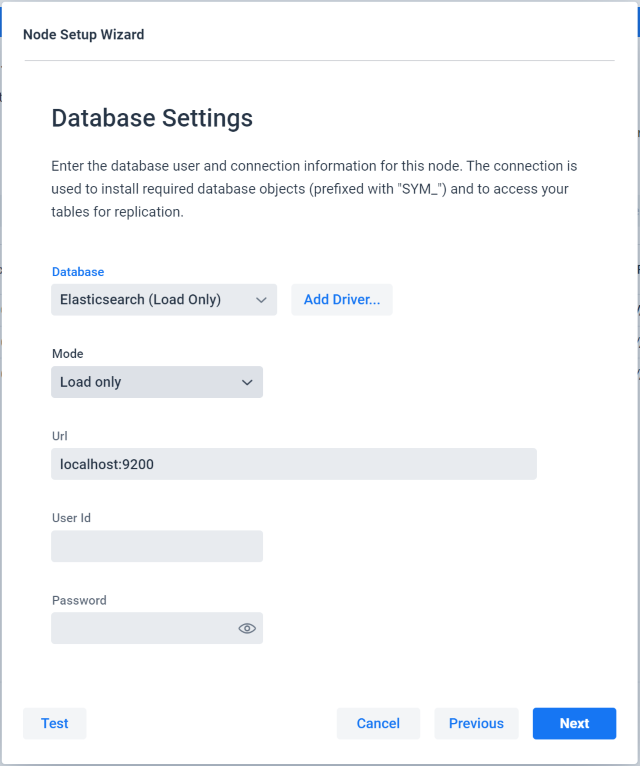 Node Setup Wizard
Database Settings
Enter the database user and connection information for this node. The connection is
used to install required database objects (prefixed with "SYM_") and to access your
tables for replication.
Database
Elasticsearch (Load Only)
Add Driver...
Mode
Load only
Url
localhost:9200
User Id
Password
Test
Cancel
Previous
Next